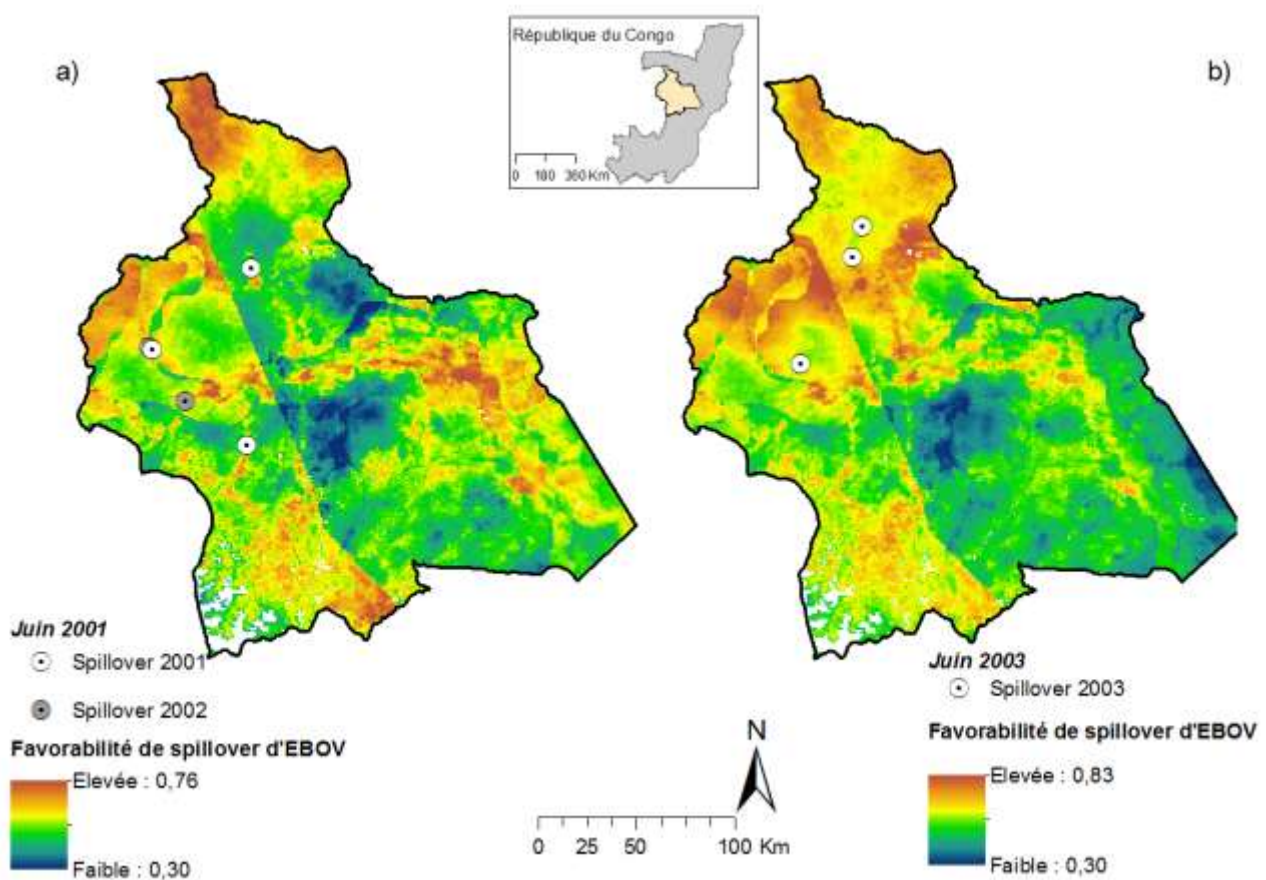 a)
République du Congo
0 180 360 Km
b)
Juin 2001
Spillover 2001
Spillover 2002
Favorabilité de spillover d'EBOV
Elevée : 0,76
Faible : 0,30
N
0 25 50 100 Km
Juin 2003
Spillover 2003
Favorabilité de spillover d'EBOV
Elevée : 0,83
Faible : 0,30